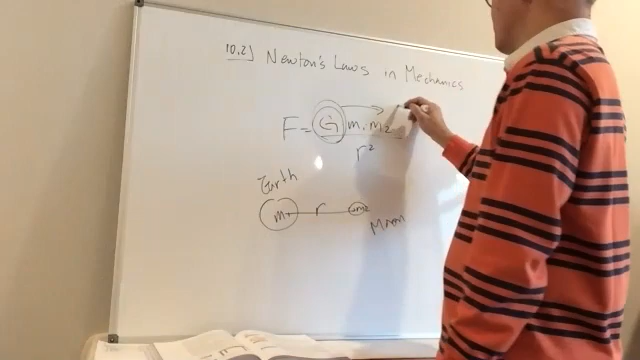 10.2] Newton's Laws in Mechanics
F = G m1 m2
r²
Earth
m1 r m2
Moon